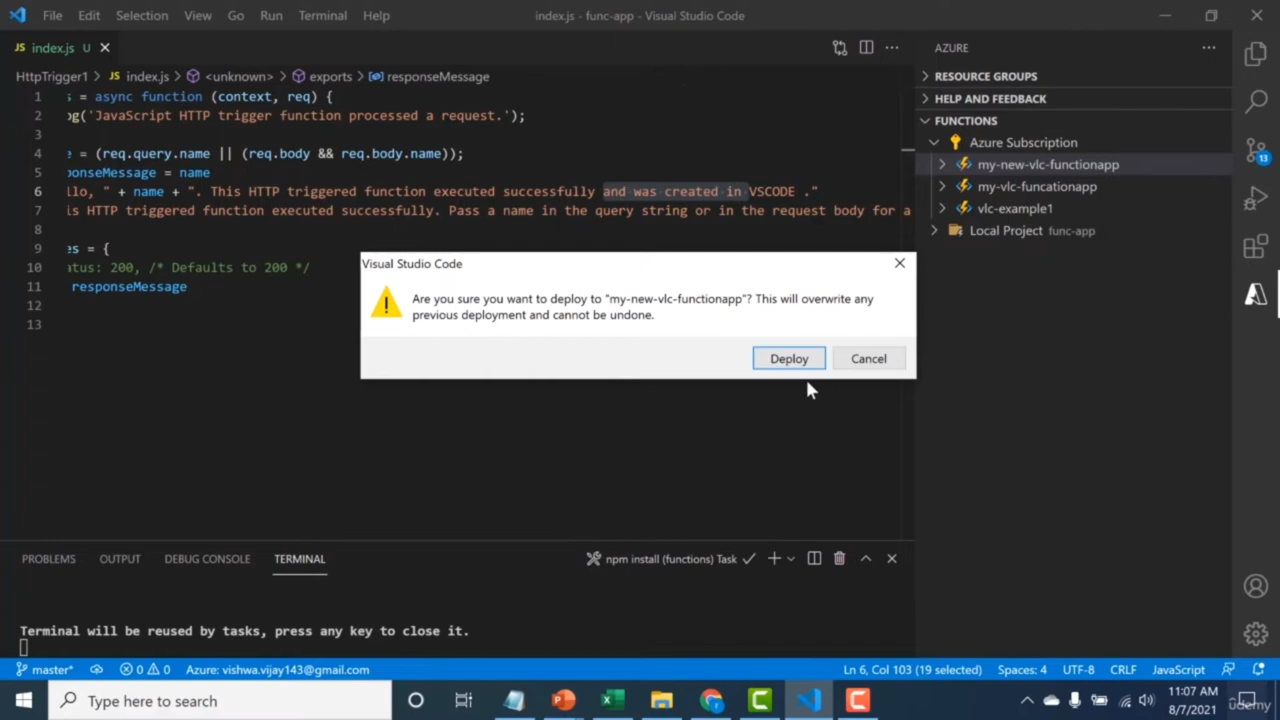 File Edit Selection View Go Run Terminal Help index.js - func-app - Visual Studio Code
JS index.js U
HttpTrigger1 > JS index.js > <unknown> > exports > responseMessage
1 s = async function (context, req) {
2 og('JavaScript HTTP trigger function processed a request.');
3
4 e = (req.query.name || (req.body && req.body.name));
5 ponseMessage = name
6 llo, " + name + ". This HTTP triggered function executed successfully and was created in VSCODE ."
7 is HTTP triggered function executed successfully. Pass a name in the query string or in the request body for a
8
9 es = {
10 atus: 200, /* Defaults to 200 */
11 responseMessage
12
13
AZURE
RESOURCE GROUPS
HELP AND FEEDBACK
FUNCTIONS
Azure Subscription
my-new-vlc-functionapp
my-vlc-funcationapp
vlc-example1
Local Project func-app
13
Visual Studio Code
Are you sure you want to deploy to "my-new-vlc-functionapp"? This will overwrite any
previous deployment and cannot be undone.
Deploy Cancel
PROBLEMS OUTPUT DEBUG CONSOLE TERMINAL npm install (functions) Task
Terminal will be reused by tasks, press any key to close it.
master* 0 0 Azure: vishwa.vijay143@gmail.com Ln 6, Col 103 (19 selected) Spaces: 4 UTF-8 CRLF JavaScript
Type here to search
11:07 AM
8/7/2021
udemy